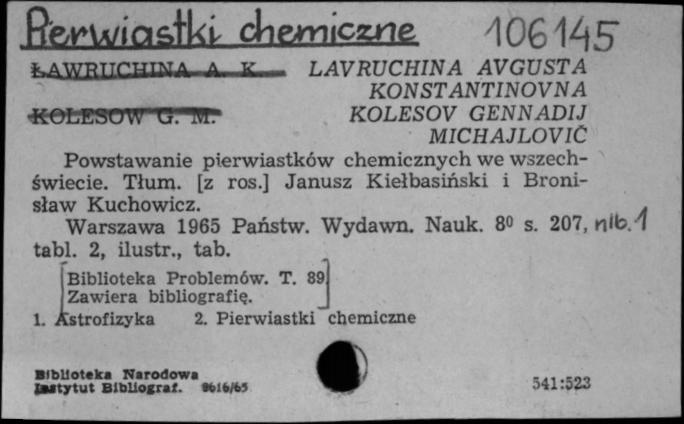 Pierwiastki chemiczne 106145
ŁAWRUCHINA A. K. LAVRUCHINA AVGUSTA
KONSTANTINOVNA
KOLESOW G. M. KOLESOV GENNADIJ
MICHAJLOVIČ
Powstawanie pierwiastków chemicznych we wszech-
świecie. Tłum. [z ros.] Janusz Kiełbasiński i Broni-
sław Kuchowicz.
Warszawa 1965 Państw. Wydawn. Nauk. 8⁰ s. 207, nlb. 1
tabl. 2, ilustr., tab.
Biblioteka Problemów. T. 89
Zawiera bibliografię.
1. Astrofizyka 2. Pierwiastki chemiczne
Biblioteka Narodowa
Instytut Bibliograf. 9616/65 541:523